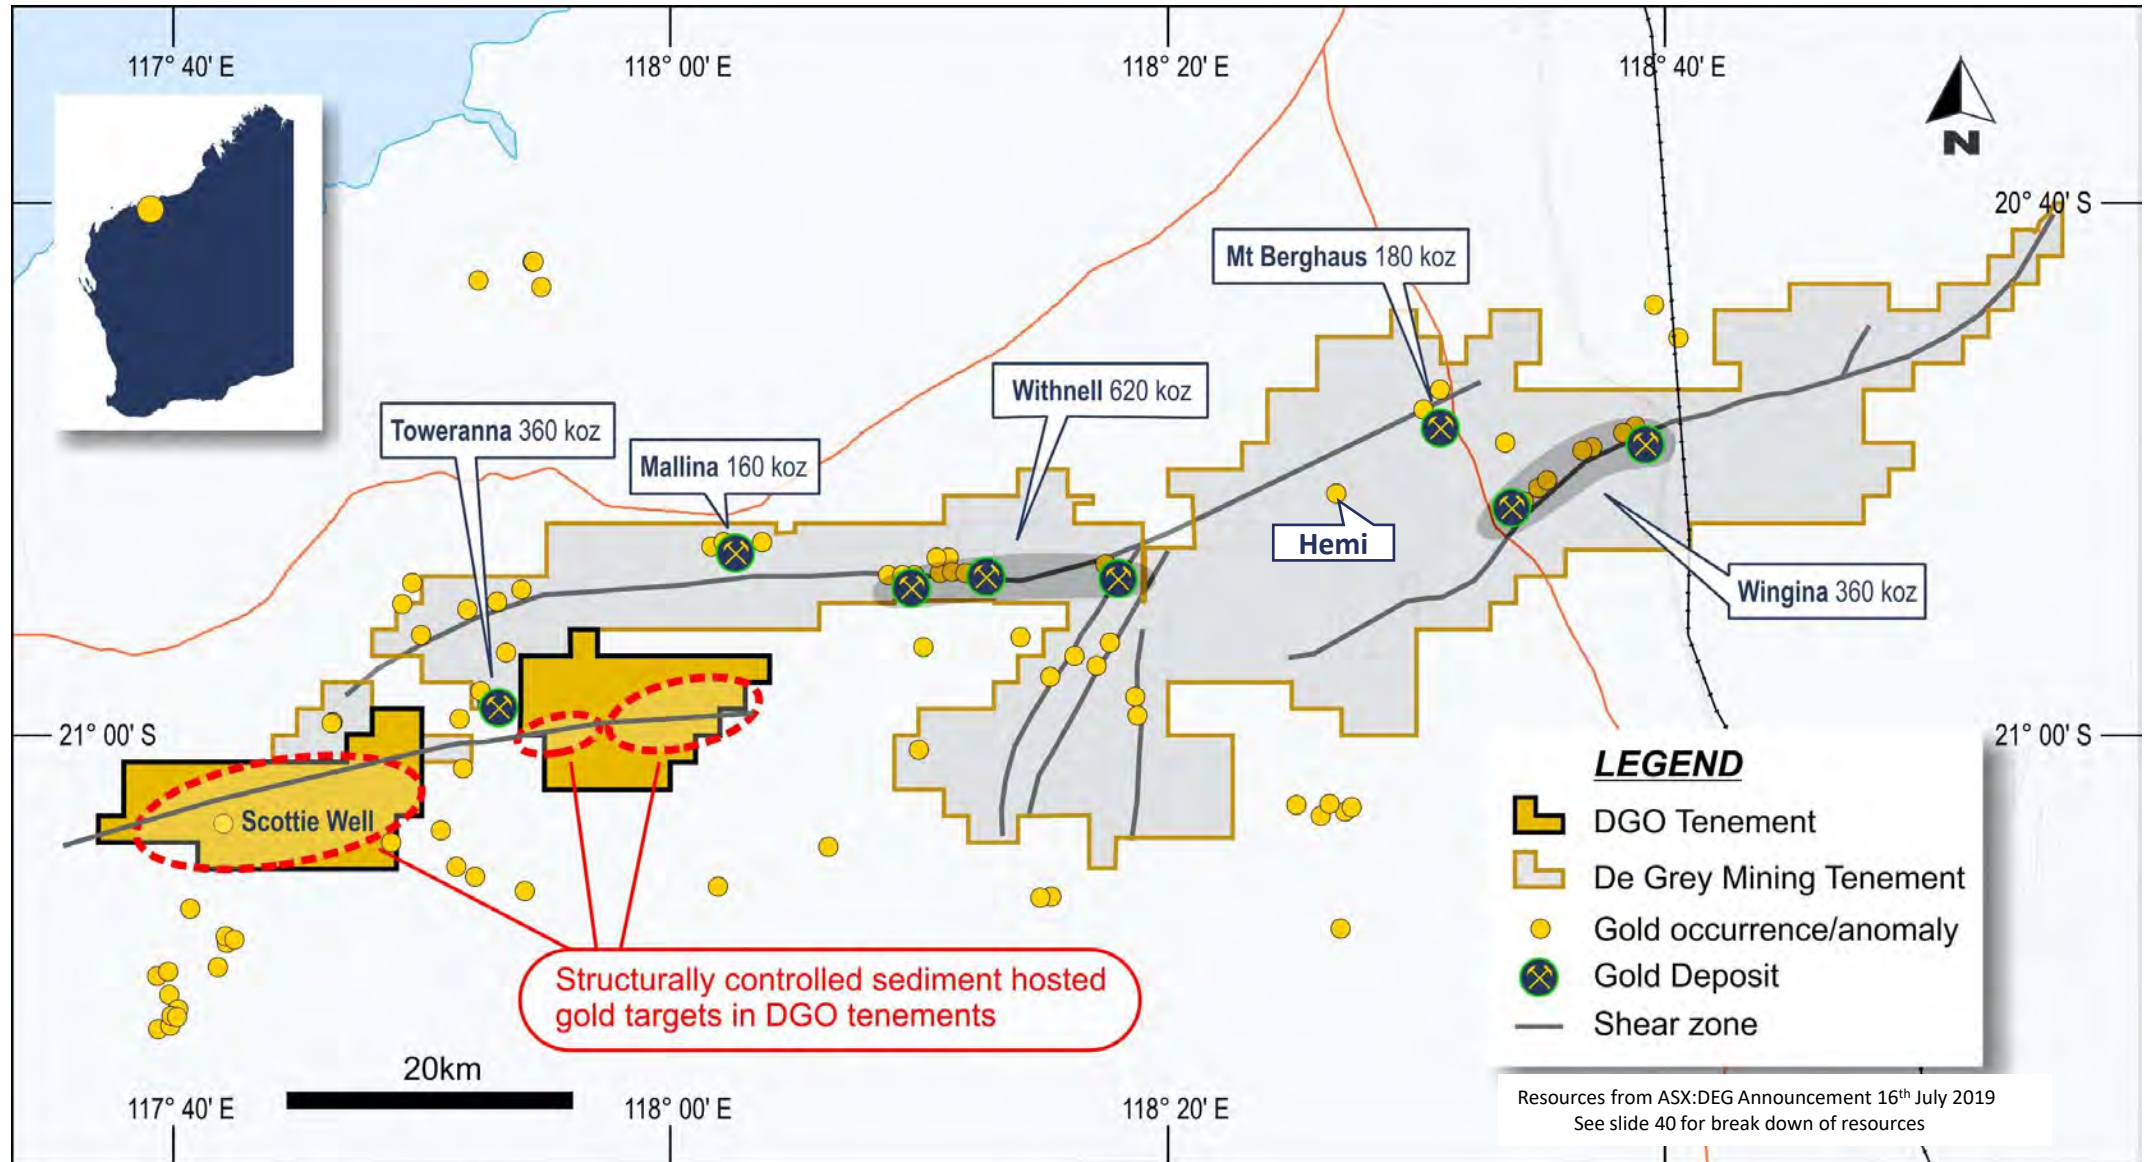 117° 40' E
118° 00' E
118° 20' E
118° 40' E
N
20° 40' S
Mt Berghaus 180 koz
Withnell 620 koz
Toweranna 360 koz
Mallina 160 koz
Hemi
Wingina 360 koz
21° 00' S
21° 00' S
Scottie Well
LEGEND
DGO Tenement
De Grey Mining Tenement
Gold occurrence/anomaly
Gold Deposit
Shear zone
Structurally controlled sediment hosted
gold targets in DGO tenements
20km
117° 40' E
118° 00' E
118° 20' E
Resources from ASX:DEG Announcement 16th July 2019
See slide 40 for break down of resources